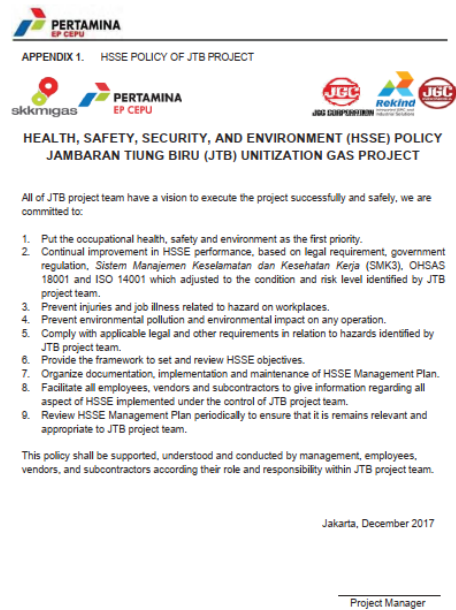 PERTAMINA
EP CEPU
APPENDIX 1. HSSE POLICY OF JTB PROJECT
skkmigas
PERTAMINA
EP CEPU
JGC
JGC CORPORATION
Rekind
JGC
HEALTH, SAFETY, SECURITY, AND ENVIRONMENT (HSSE) POLICY
JAMBARAN TIUNG BIRU (JTB) UNITIZATION GAS PROJECT
All of JTB project team have a vision to execute the project successfully and safely, we are
committed to:
1. Put the occupational health, safety and environment as the first priority.
2. Continual improvement in HSSE performance, based on legal requirement, government
regulation, Sistem Manajemen Keselamatan dan Kesehatan Kerja (SMK3), OHSAS
18001 and ISO 14001 which adjusted to the condition and risk level identified by JTB
project team.
3. Prevent injuries and job illness related to hazard on workplaces.
4. Prevent environmental pollution and environmental impact on any operation.
5. Comply with applicable legal and other requirements in relation to hazards identified by
JTB project team.
6. Provide the framework to set and review HSSE objectives.
7. Organize documentation, implementation and maintenance of HSSE Management Plan.
8. Facilitate all employees, vendors and subcontractors to give information regarding all
aspect of HSSE implemented under the control of JTB project team.
9. Review HSSE Management Plan periodically to ensure that it is remains relevant and
appropriate to JTB project team.
This policy shall be supported, understood and conducted by management, employees,
vendors, and subcontractors according their role and responsibility within JTB project team.
Jakarta, December 2017
Project Manager